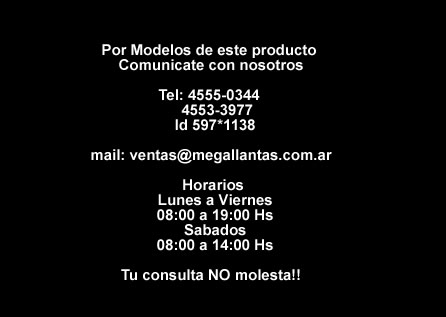 Por Modelos de este producto
Comunicate con nosotros
Tel: 4555-0344
4553-3977
Id 597*1138
mail: ventas@megallantas.com.ar
Horarios
Lunes a Viernes
08:00 a 19:00 Hs
Sabados
08:00 a 14:00 Hs
Tu consulta NO molesta!!